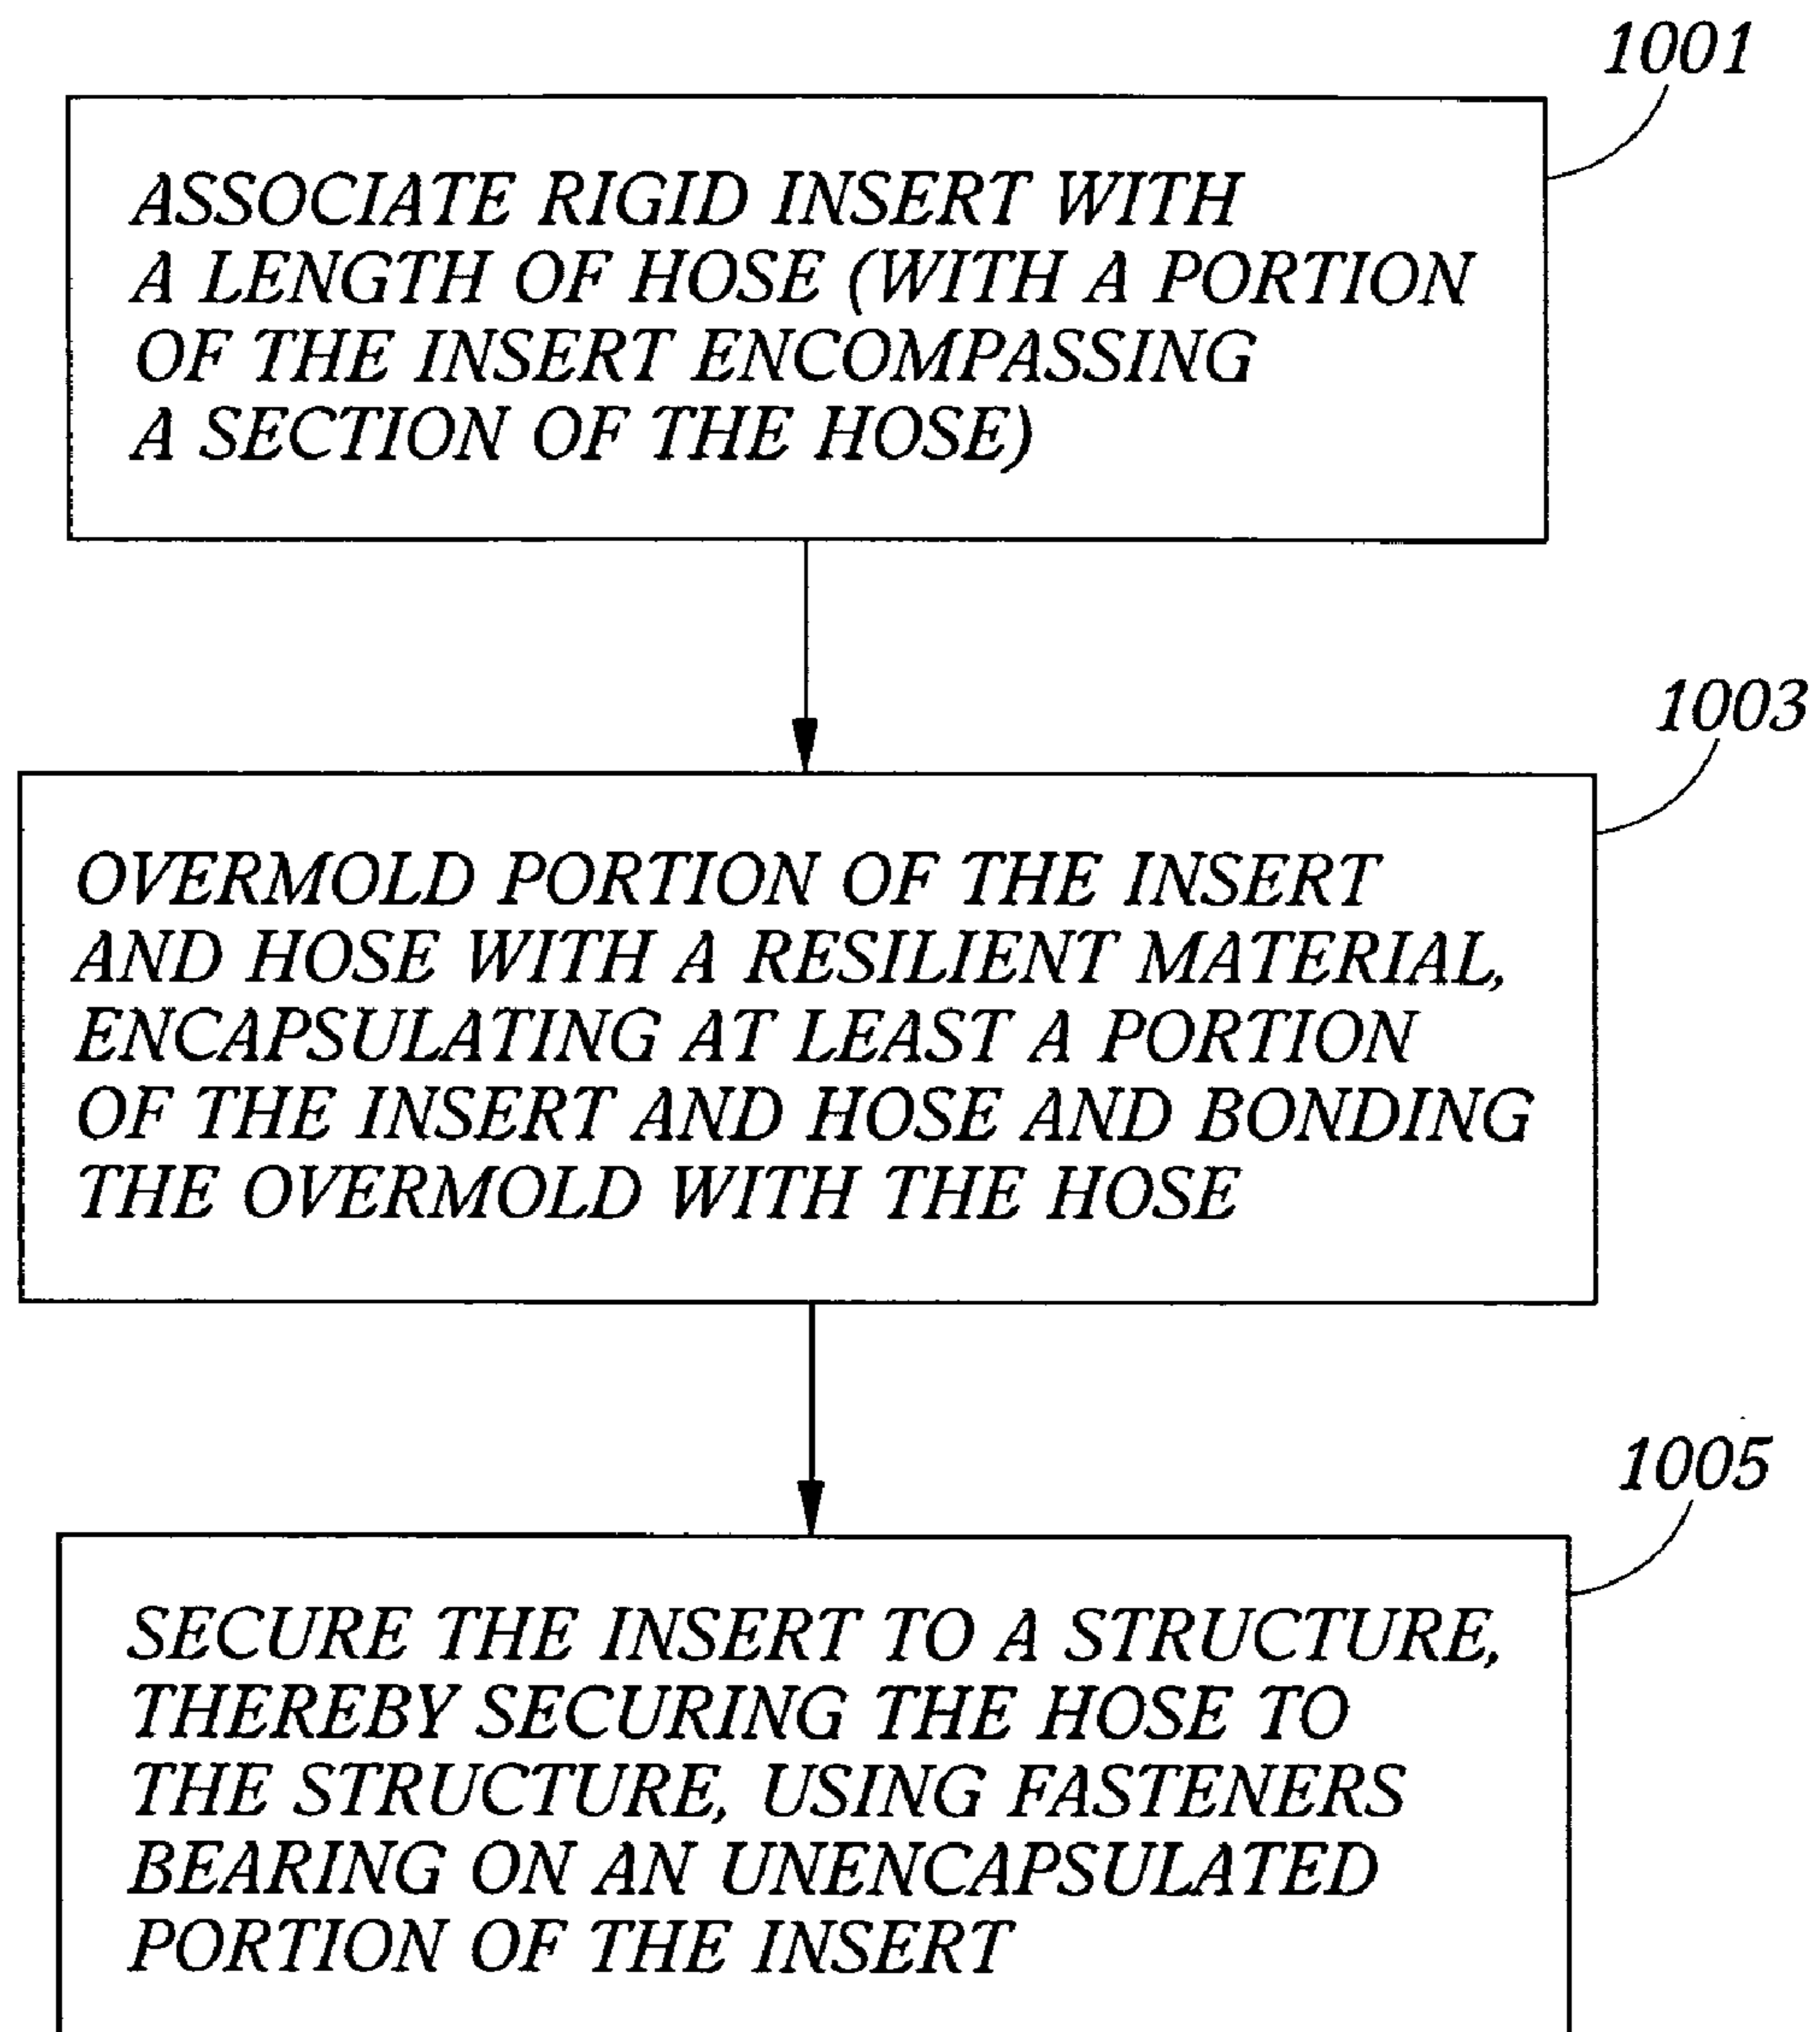 1001
ASSOCIATE RIGID INSERT WITH
A LENGTH OF HOSE (WITH A PORTION
OF THE INSERT ENCOMPASSING
A SECTION OF THE HOSE)
1003
OVERMOLD PORTION OF THE INSERT
AND HOSE WITH A RESILIENT MATERIAL,
ENCAPSULATING AT LEAST A PORTION
OF THE INSERT AND HOSE AND BONDING
THE OVERMOLD WITH THE HOSE
1005
SECURE THE INSERT TO A STRUCTURE,
THEREBY SECURING THE HOSE TO
THE STRUCTURE, USING FASTENERS
BEARING ON AN UNENCAPSULATED
PORTION OF THE INSERT